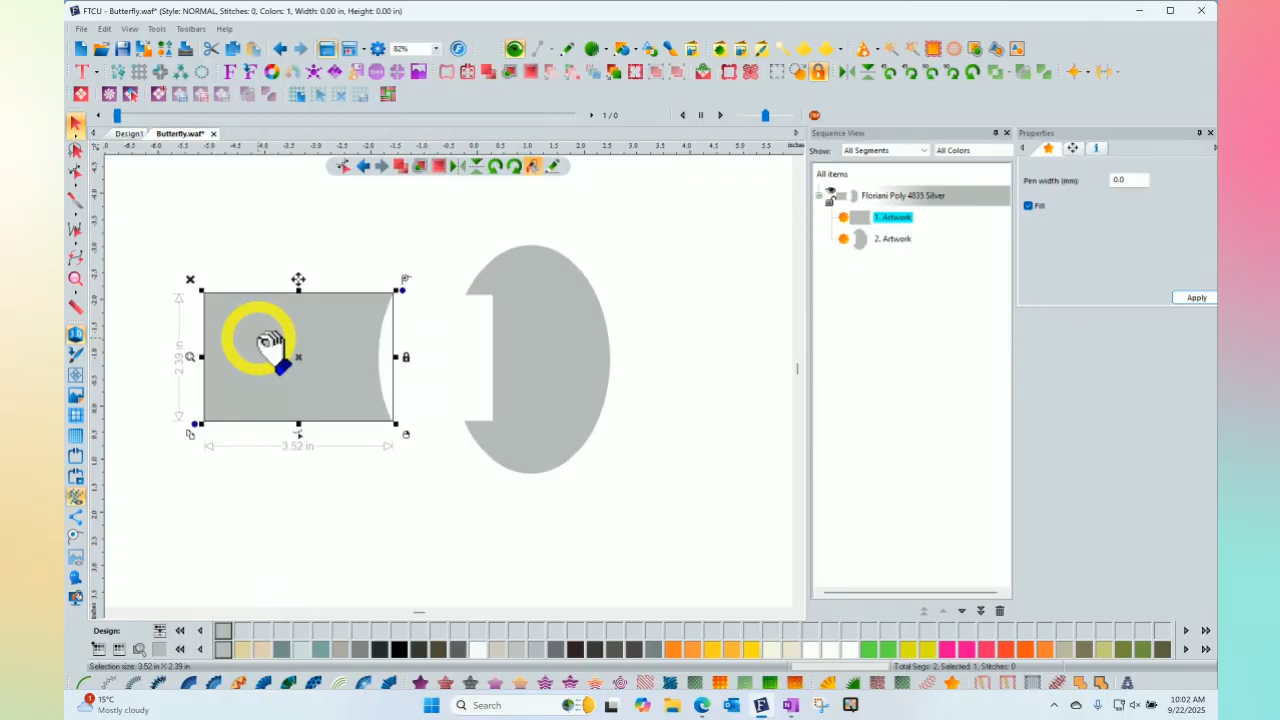 FTCU - Butterfly.waf* (Style: NORMAL, Stitches: 0, Colors: 1, Width: 0.00 in, Height: 0.00 in)
File Edit View Tools Toolbars Help
82%
1 / 0
Design1 Butterfly.waf*
Sequence View
Properties
Show: All Segments All Colors
All items
Floriani Poly 4835 Silver
1. Artwork
2. Artwork
Pen width (mm): 0.0
Fill
Apply
2.39 in
3.52 in
Design:
Selection size: 3.52 in X 2.39 in
Total Segs: 2, Selected 1, Stitches: 0
15°C
Mostly cloudy
Search
10:02 AM
9/22/2025